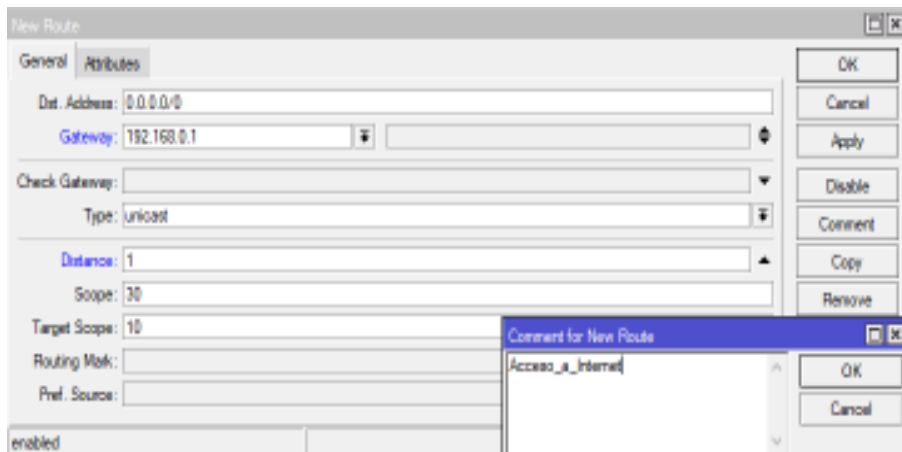 New Route
General Attributes
Dst. Address: 0.0.0.0/0
Gateway: 192.168.0.1
Check Gateway:
Type: unicast
Distance: 1
Scope: 30
Target Scope: 10
Routing Mark:
Pref. Source:
enabled
OK
Cancel
Apply
Disable
Comment
Copy
Remove
Comment for New Route
Acceso_a_Internet
OK
Cancel